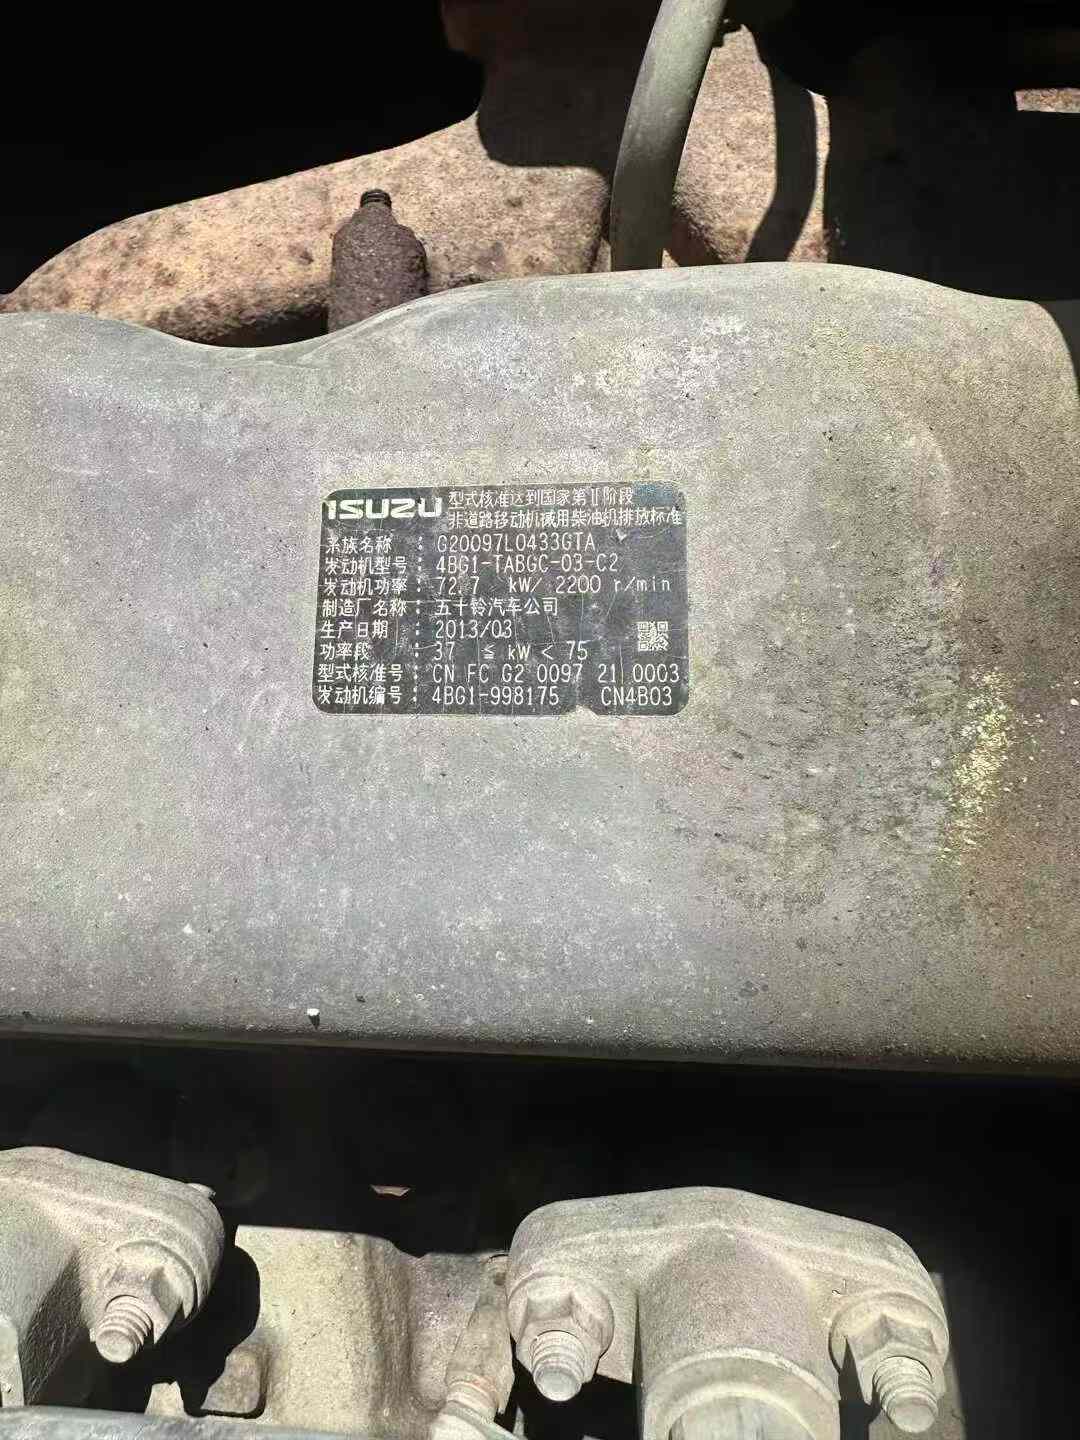 ISUZU
型式核准达到国家第Ⅱ阶段
非道路移动机械用柴油机排放标准
系族名称 : G20097L0433GTA
发动机型号: 4BG1-TABGC-03-C2
发动机功率: 72.7 kW/ 2200 r/min
制造厂名称: 五十铃汽车公司
生产日期 : 2013/03
功率段 : 37 ≦ kW < 75
型式核准号: CN FC G2 0097 21 0003
发动机编号: 4BG1-998175 CN4B03